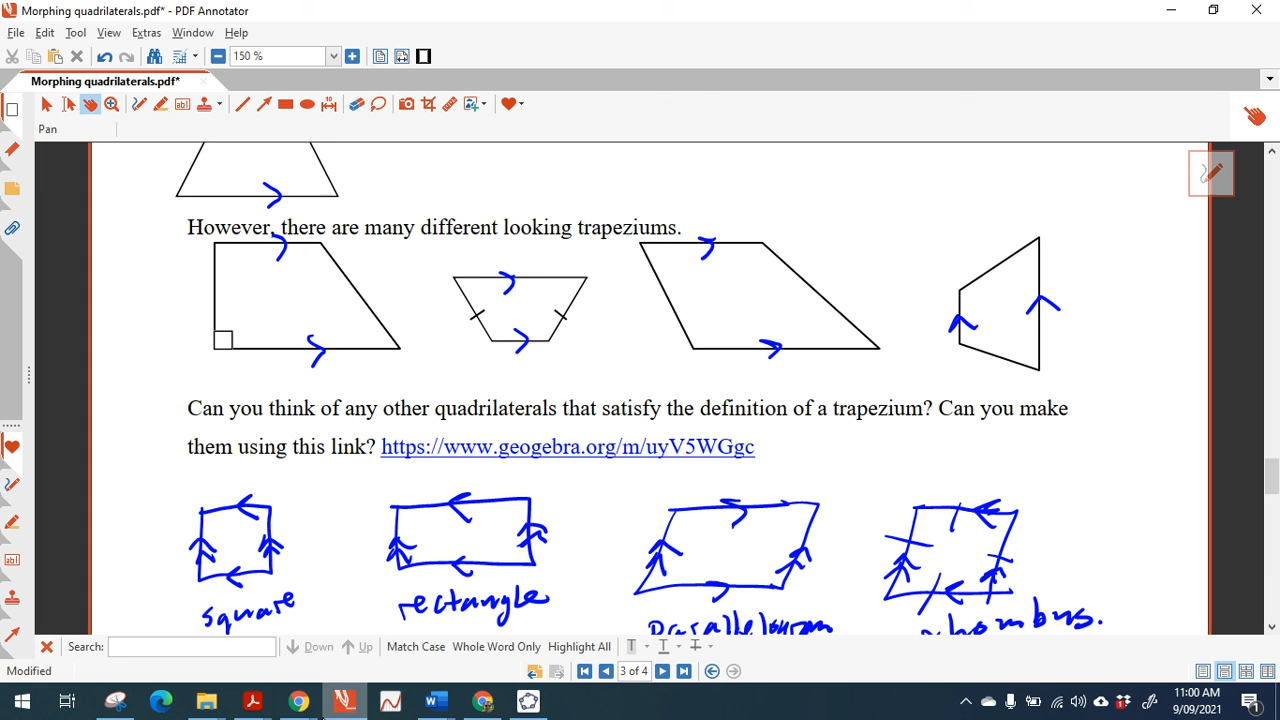 Morphing quadrilaterals.pdf* - PDF Annotator
File Edit Tool View Extras Window Help
150 %
Morphing quadrilaterals.pdf*
Pan
However, there are many different looking trapeziums.
Can you think of any other quadrilaterals that satisfy the definition of a trapezium? Can you make
them using this link? https://www.geogebra.org/m/uyV5WGgc
square rectangle parallelogram rhombus.
Search: Down Up Match Case Whole Word Only Highlight All T T T
Modified 3 of 4
11:00 AM
9/09/2021